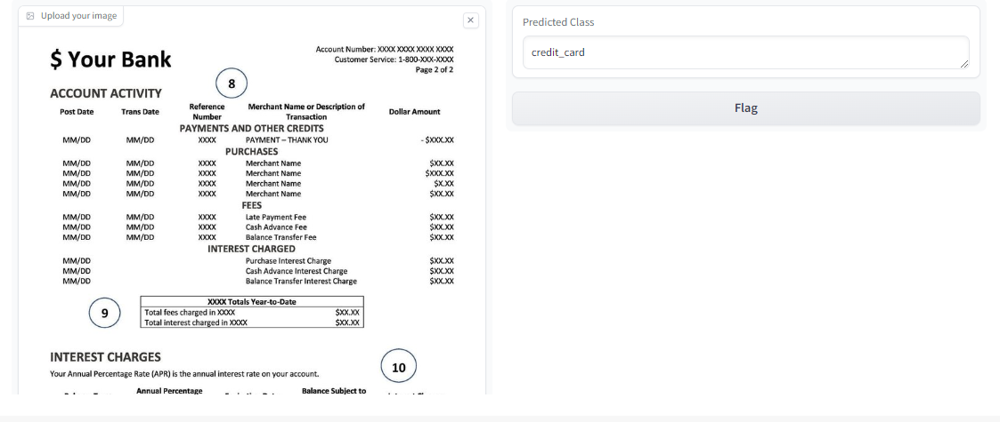 Upload your image
$ Your Bank
Account Number: XXXX XXXX XXXX XXXX
Customer Service: 1-800-XXX-XXXX
Page 2 of 2
8
ACCOUNT ACTIVITY
Post Date Trans Date Reference Number Merchant Name or Description of Transaction Dollar Amount
PAYMENTS AND OTHER CREDITS
MM/DD MM/DD XXXX PAYMENT – THANK YOU - $XXX.XX
PURCHASES
MM/DD MM/DD XXXX Merchant Name $XX.XX
MM/DD MM/DD XXXX Merchant Name $XXX.XX
MM/DD MM/DD XXXX Merchant Name $X.XX
MM/DD MM/DD XXXX Merchant Name $XX.XX
FEES
MM/DD MM/DD XXXX Late Payment Fee $XX.XX
MM/DD MM/DD XXXX Cash Advance Fee $XX.XX
MM/DD MM/DD XXXX Balance Transfer Fee $XX.XX
INTEREST CHARGED
MM/DD Purchase Interest Charge $XX.XX
MM/DD Cash Advance Interest Charge $XX.XX
MM/DD Balance Transfer Interest Charge $XX.XX
9
XXXX Totals Year-to-Date
Total fees charged in XXXX $XX.XX
Total interest charged in XXXX $XX.XX
INTEREST CHARGES
10
Your Annual Percentage Rate (APR) is the annual interest rate on your account.
Annual Percentage Balance Subject to
Predicted Class
credit_card
Flag